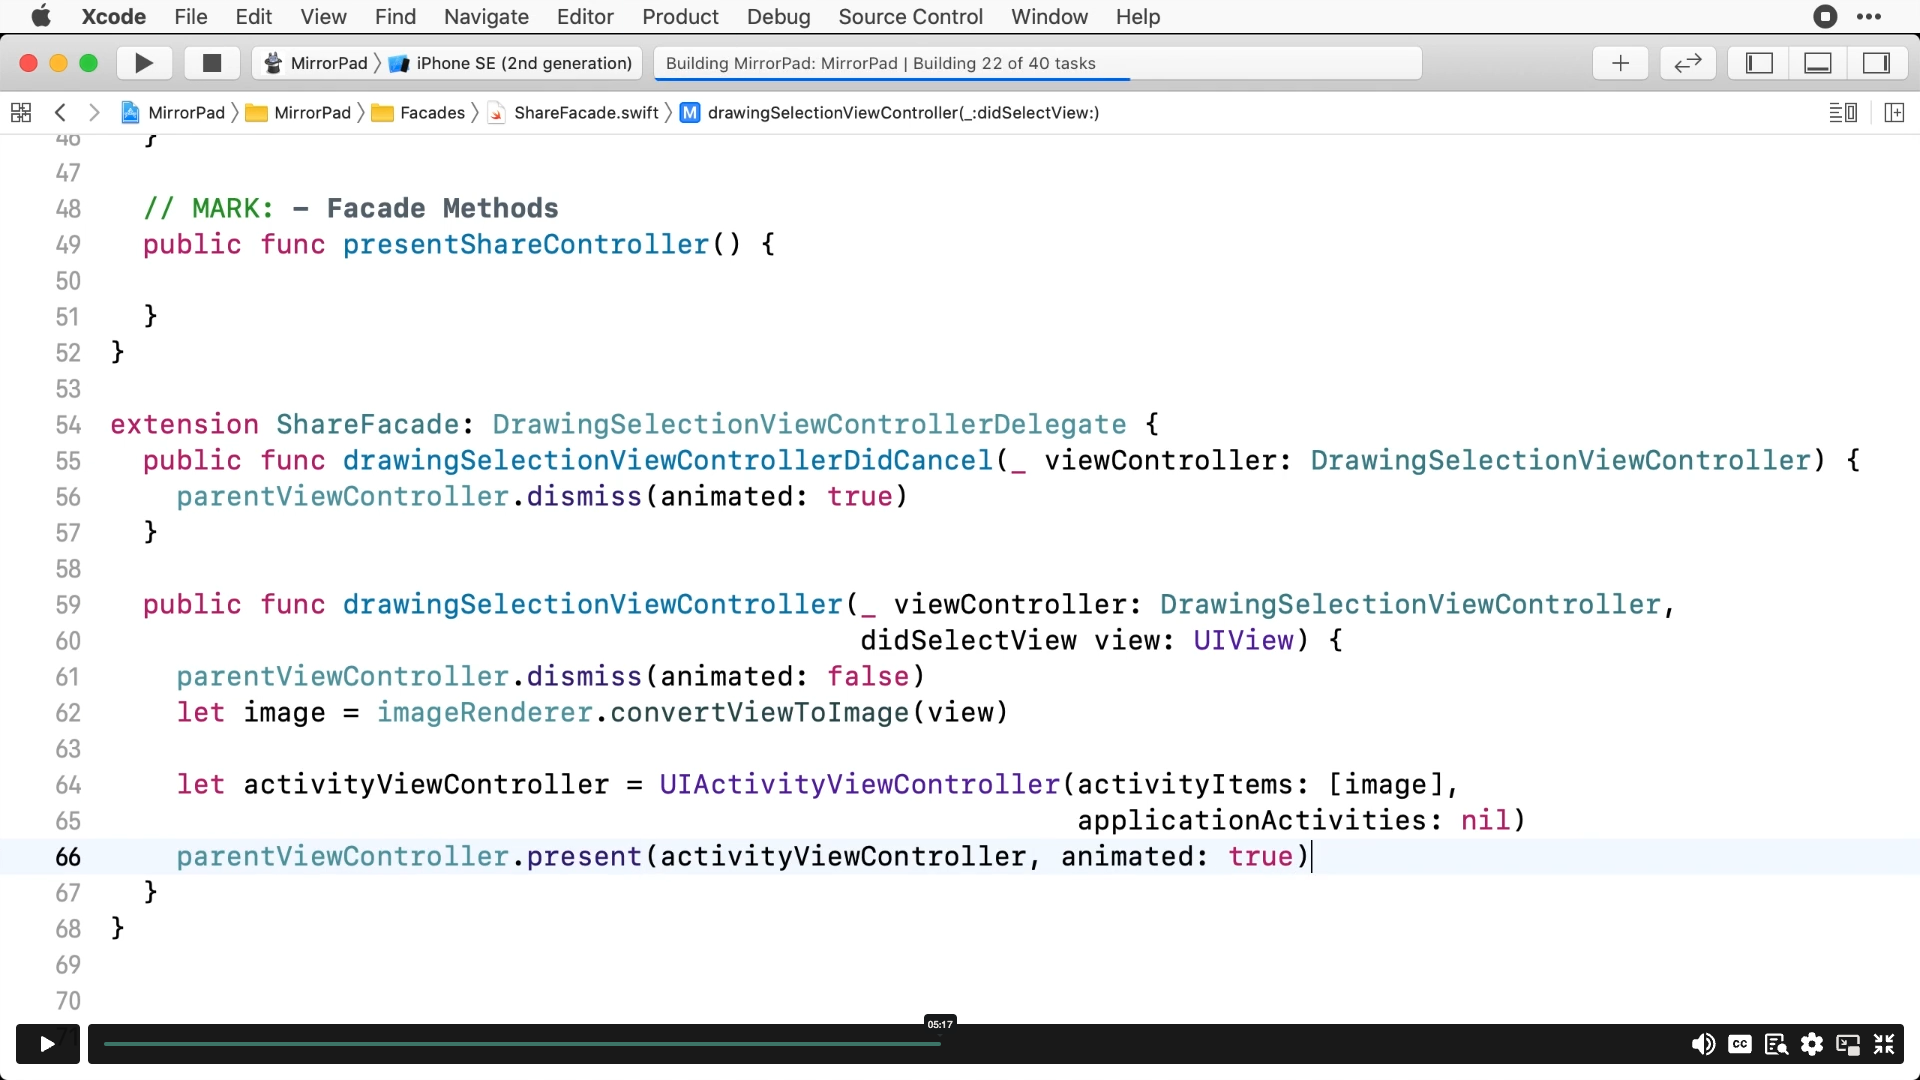 Xcode File Edit View Find Navigate Editor Product Debug Source Control Window Help
MirrorPad 〉 iPhone SE (2nd generation)
Building MirrorPad: MirrorPad | Building 22 of 40 tasks
MirrorPad 〉 MirrorPad 〉 Facades 〉 ShareFacade.swift 〉 M drawingSelectionViewController(_:didSelectView:)
46 }
47
48 // MARK: – Facade Methods
49 public func presentShareController() {
50
51 }
52 }
53
54 extension ShareFacade: DrawingSelectionViewControllerDelegate {
55 public func drawingSelectionViewControllerDidCancel(_ viewController: DrawingSelectionViewController) {
56 parentViewController.dismiss(animated: true)
57 }
58
59 public func drawingSelectionViewController(_ viewController: DrawingSelectionViewController,
60 didSelectView view: UIView) {
61 parentViewController.dismiss(animated: false)
62 let image = imageRenderer.convertViewToImage(view)
63
64 let activityViewController = UIActivityViewController(activityItems: [image],
65 applicationActivities: nil)
66 parentViewController.present(activityViewController, animated: true)
67 }
68 }
69
70
05:17
CC